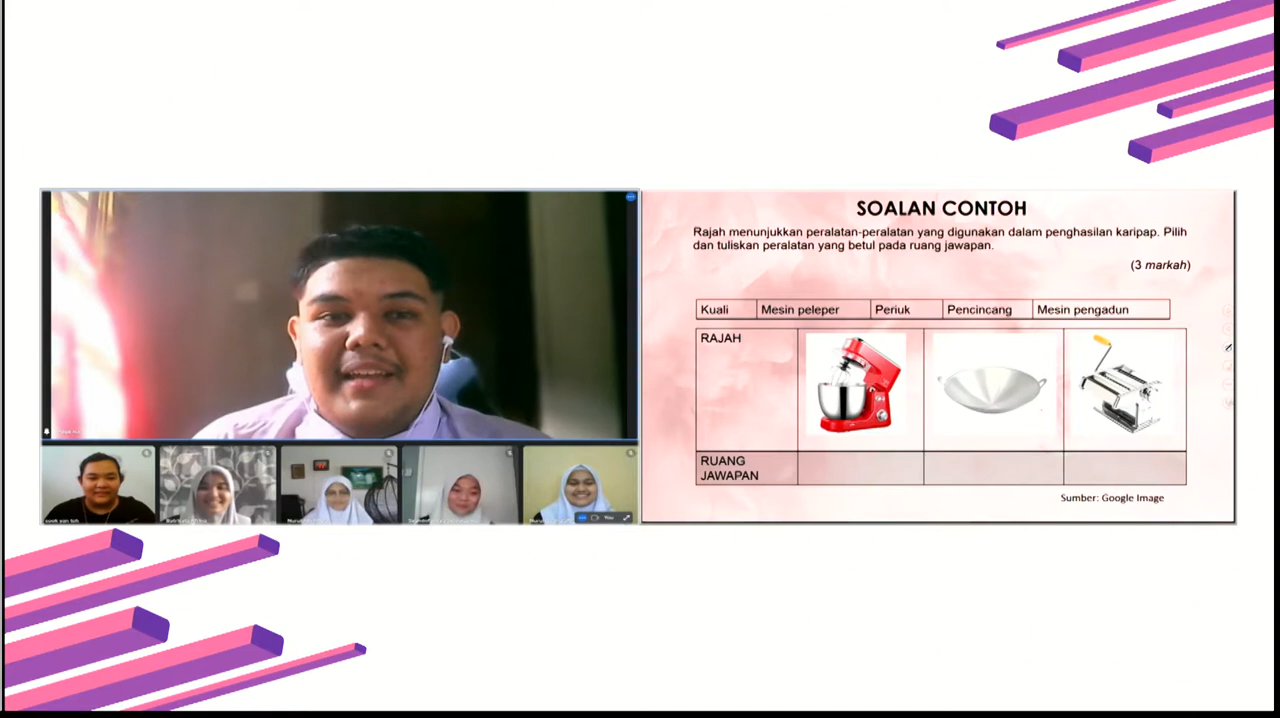 SOALAN CONTOH
Rajah menunjukkan peralatan-peralatan yang digunakan dalam penghasilan karipap. Pilih
dan tuliskan peralatan yang betul pada ruang jawapan.
(3 markah)
Kuali Mesin peleper Periuk Pencincang Mesin pengadun
RAJAH
RUANG
JAWAPAN
Sumber: Google Image